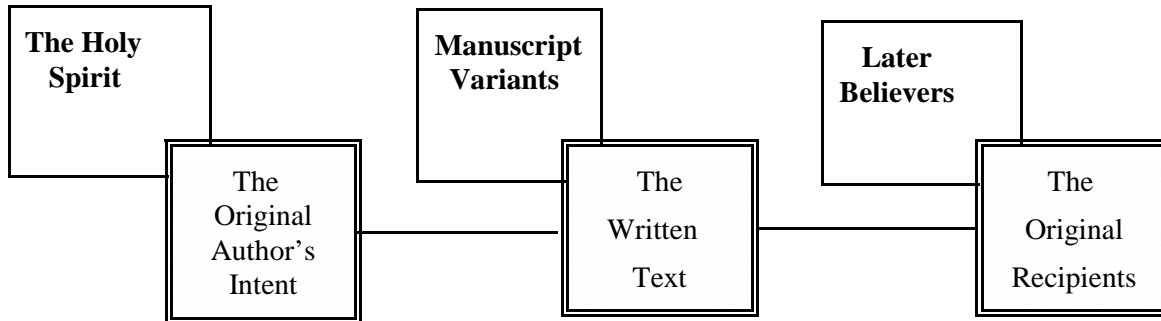 The Holy
Spirit
Manuscript
Variants
Later
Believers
The
Original
Author’s
Intent
The
Written
Text
The
Original
Recipients